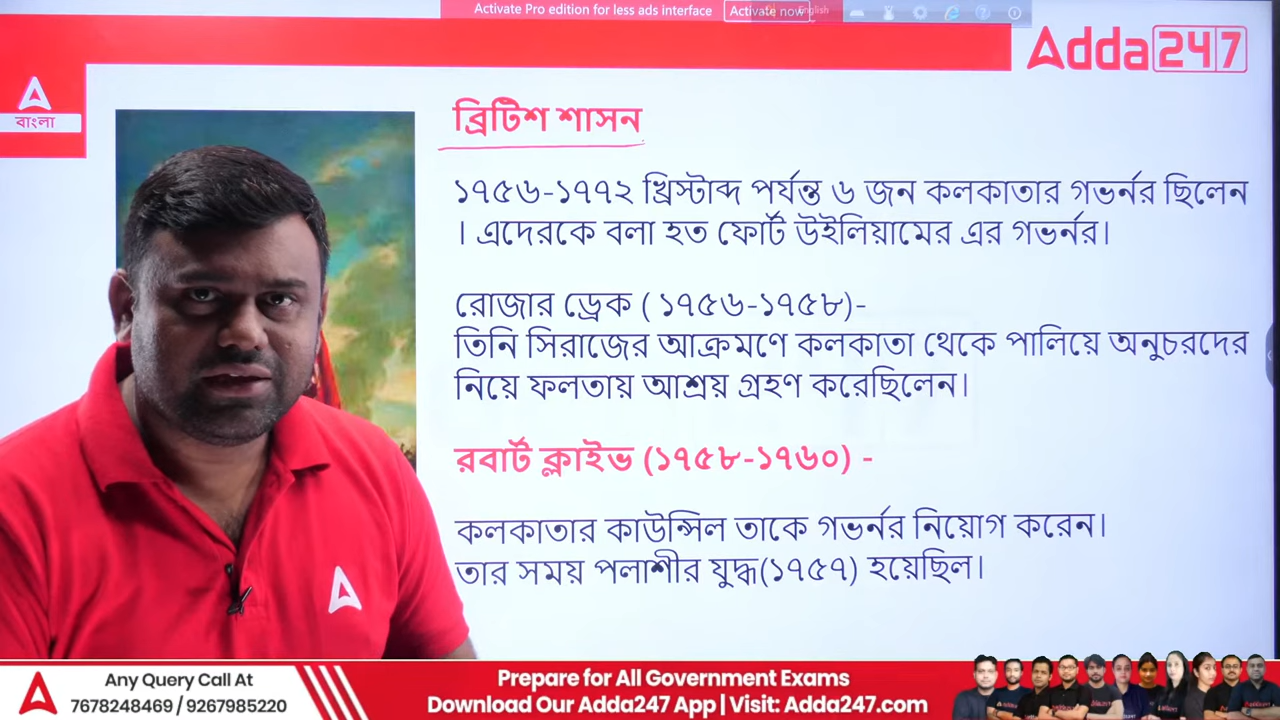 Activate Pro edition for less ads interface
Activate now
English
Adda247
বাংলা
ব্রিটিশ শাসন
১৭৫৬-১৭৭২ খ্রিস্টাব্দ পর্যন্ত ৬ জন কলকাতার গভর্নর ছিলেন
। এদেরকে বলা হত ফোর্ট উইলিয়ামের এর গভর্নর।
রোজার ড্রেক ( ১৭৫৬-১৭৫৮)-
তিনি সিরাজের আক্রমণে কলকাতা থেকে পালিয়ে অনুচরদের
নিয়ে ফলতায় আশ্রয় গ্রহণ করেছিলেন।
রবার্ট ক্লাইভ (১৭৫৮-১৭৬০) -
কলকাতার কাউন্সিল তাকে গভর্নর নিয়োগ করেন।
তার সময় পলাশীর যুদ্ধ(১৭৫৭) হয়েছিল।
Any Query Call At
7678248469 / 9267985220
Prepare for All Government Exams
Download Our Adda247 App | Visit: Adda247.com